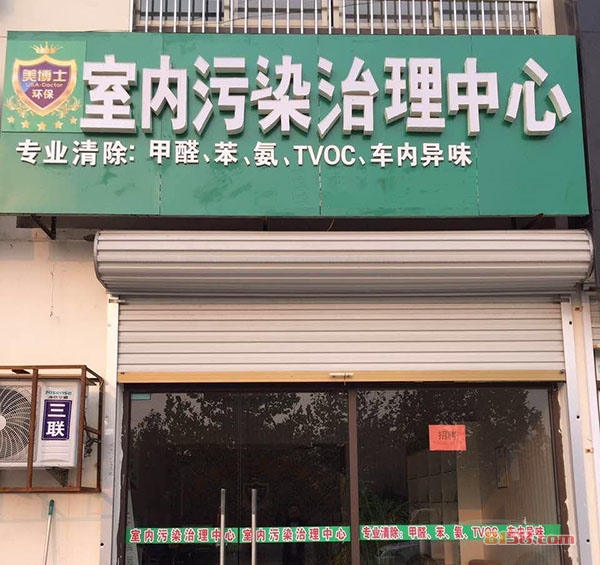 美博士
USA-Doctor
环保
室内污染治理中心
专业清除:甲醛、苯、氨、TVOC、车内异味
Hisense
三联
招聘
室内污染治理中心 室内污染治理中心 专业清除:甲醛、苯、氨、TVOC、车内异味
8158.com